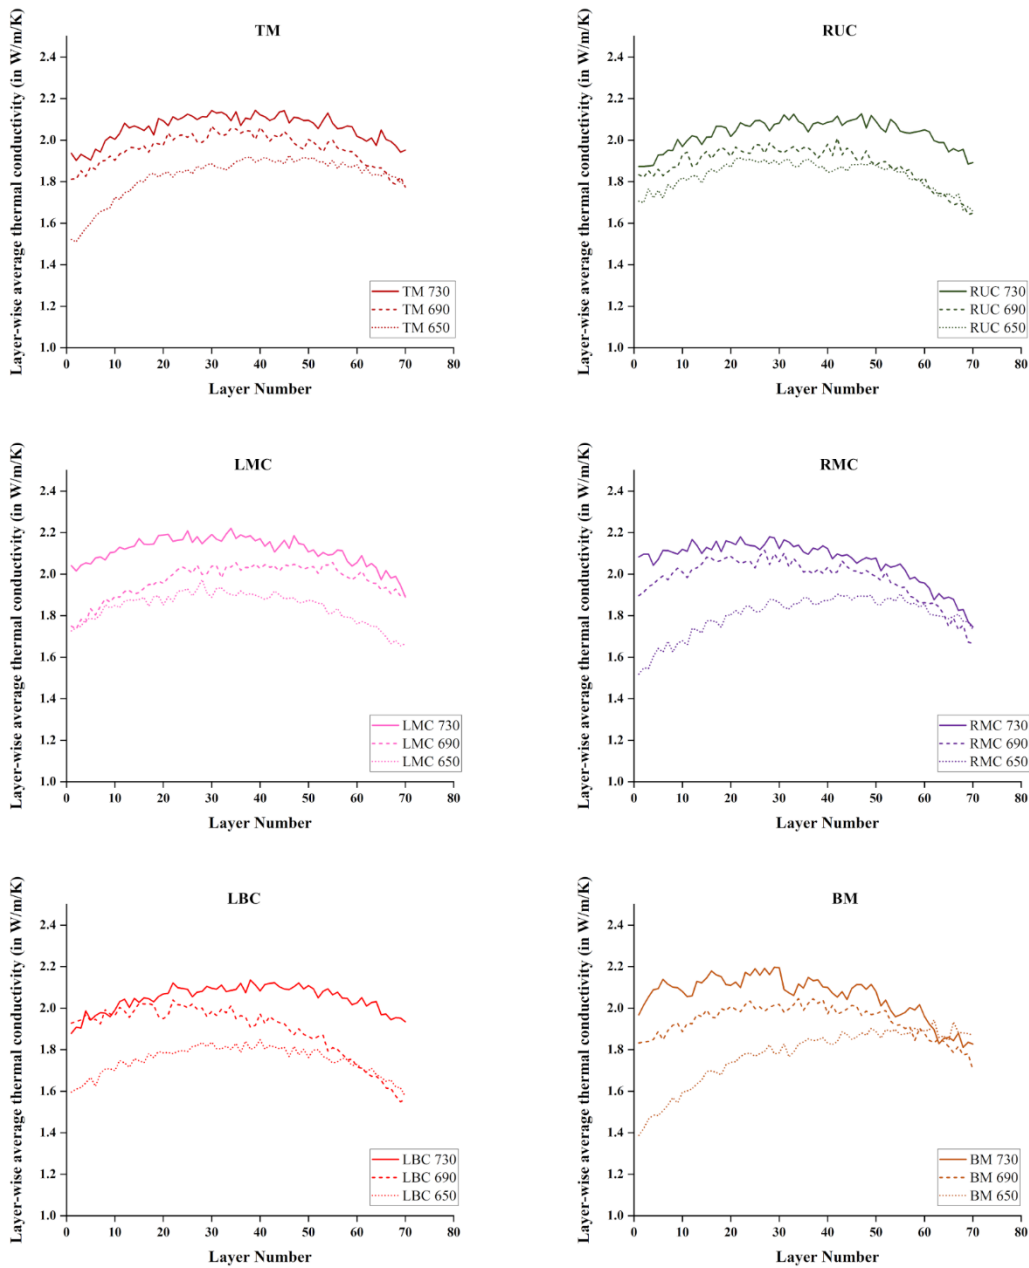 TM
Layer-wise average thermal conductivity (in W/m/K)
2.4
2.2
2.0
1.8
1.6
1.4
1.2
1.0
TM 730
TM 690
TM 650
0 10 20 30 40 50 60 70 80
Layer Number
RUC
Layer-wise average thermal conductivity (in W/m/K)
2.4
2.2
2.0
1.8
1.6
1.4
1.2
1.0
RUC 730
RUC 690
RUC 650
0 10 20 30 40 50 60 70 80
Layer Number
LMC
Layer-wise average thermal conductivity (in W/m/K)
2.4
2.2
2.0
1.8
1.6
1.4
1.2
1.0
LMC 730
LMC 690
LMC 650
0 10 20 30 40 50 60 70 80
Layer Number
RMC
Layer-wise average thermal conductivity (in W/m/K)
2.4
2.2
2.0
1.8
1.6
1.4
1.2
1.0
RMC 730
RMC 690
RMC 650
0 10 20 30 40 50 60 70 80
Layer Number
LBC
Layer-wise average thermal conductivity (in W/m/K)
2.4
2.2
2.0
1.8
1.6
1.4
1.2
1.0
LBC 730
LBC 690
LBC 650
0 10 20 30 40 50 60 70 80
Layer Number
BM
Layer-wise average thermal conductivity (in W/m/K)
2.4
2.2
2.0
1.8
1.6
1.4
1.2
1.0
BM 730
BM 690
BM 650
0 10 20 30 40 50 60 70 80
Layer Number